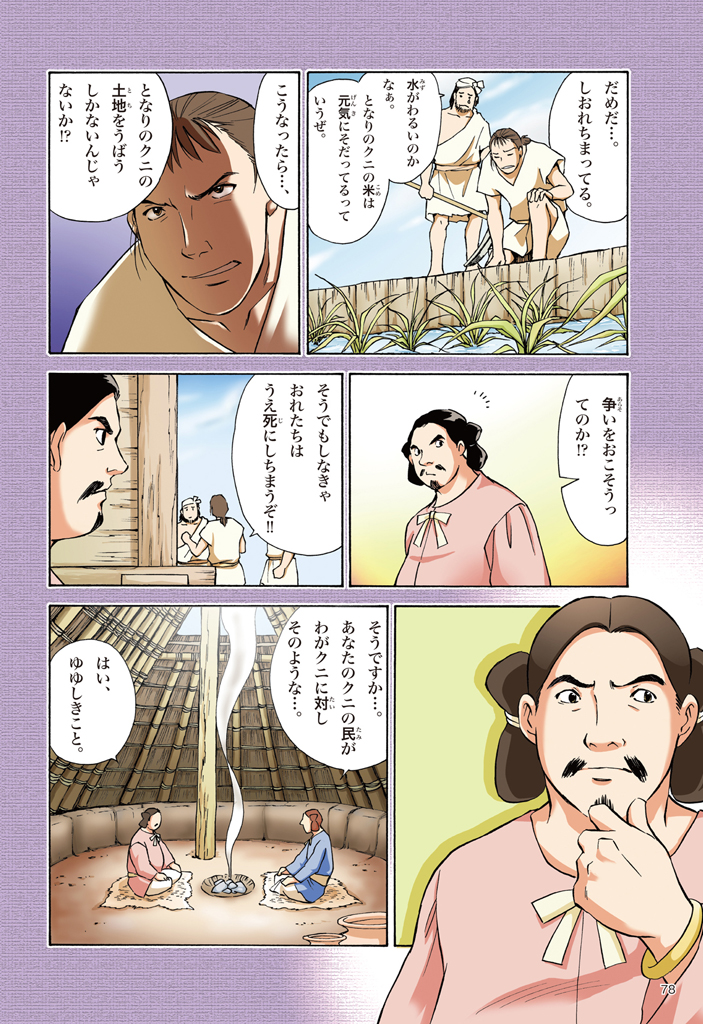 だめだ…。
しおれちまってる。
水がわるいのか
なぁ。
となりのクニの米は
元気にそだってるって
いうぜ。
こうなったら…、
となりのクニの
土地をうばう
しかないんじゃ
ないか!?
争いをおこそうっ
てのか!?
そうでもしなきゃ
おれたちは
うえ死にしちまうぞ!!
そうですか…。
あなたのクニの民が
わがクニに対し
そのような…。
はい、
ゆゆしきこと。
78